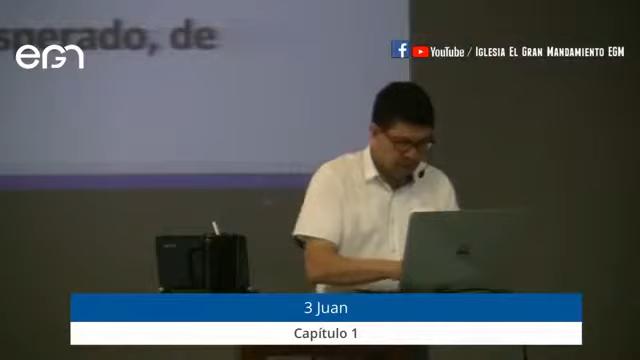 sperado, de
EGM
YouTube / Iglesia El Gran Mandamiento EGM
3 Juan
Capítulo 1